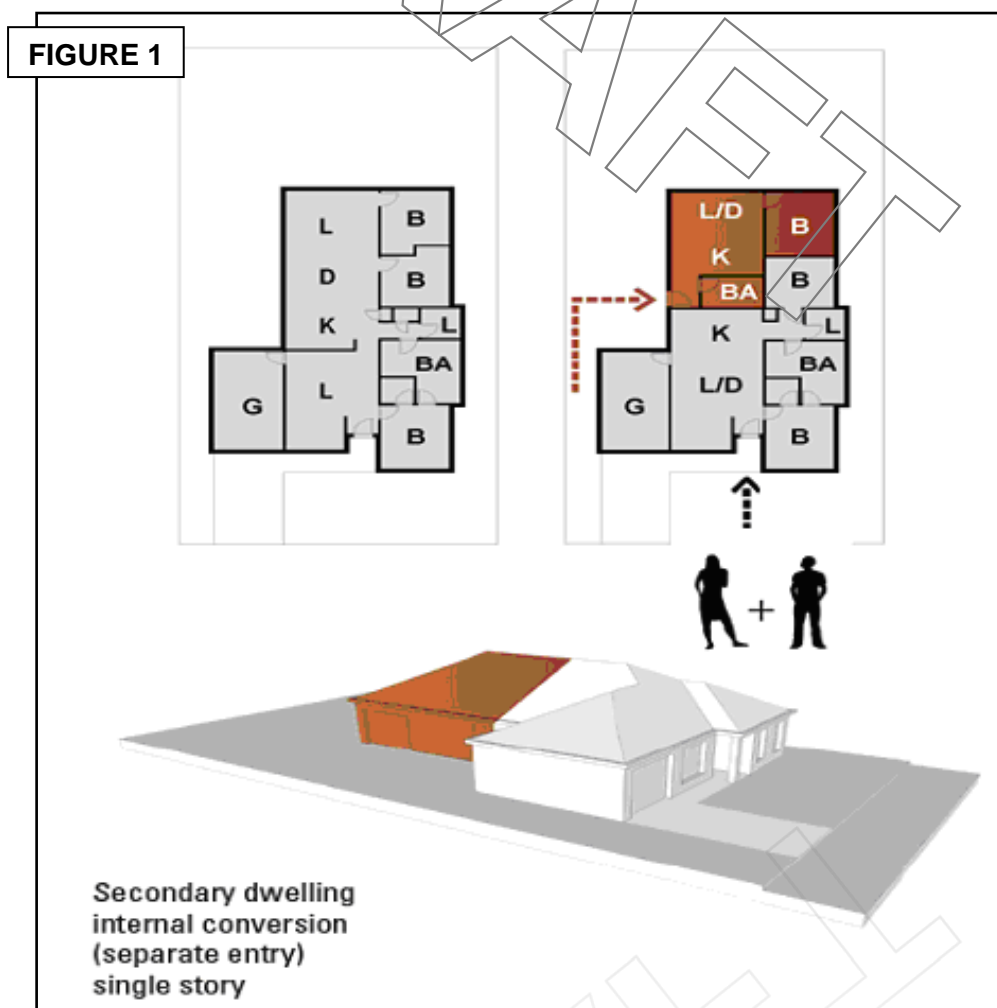 FIGURE 1
L
B
D
B
K
L
BA
L
G
B
L/D
B
K
B
BA
K
L
BA
L/D
G
B
+
Secondary dwelling
internal conversion
(separate entry)
single story